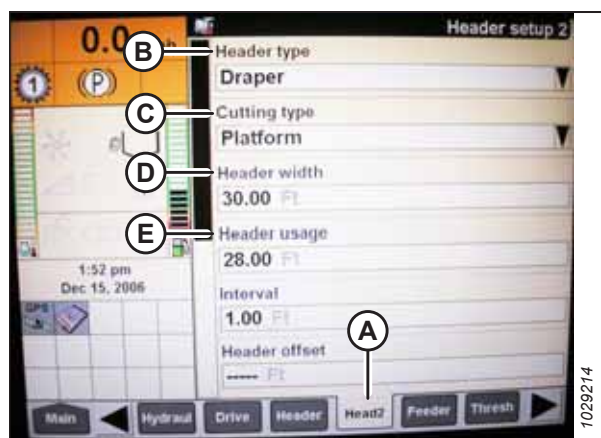 0.0
Header setup 2
B
Header type
1
(P)
Draper
C
Cutting type
Platform
D
Header width
30.00 Ft
E
Header usage
28.00 Ft
1:52 pm
Dec 15, 2006
Interval
1.00 Ft
GPS
A
Header offset
----- Ft
Main
Hydraul
Drive
Header
Head2
Feeder
Thresh
1029214